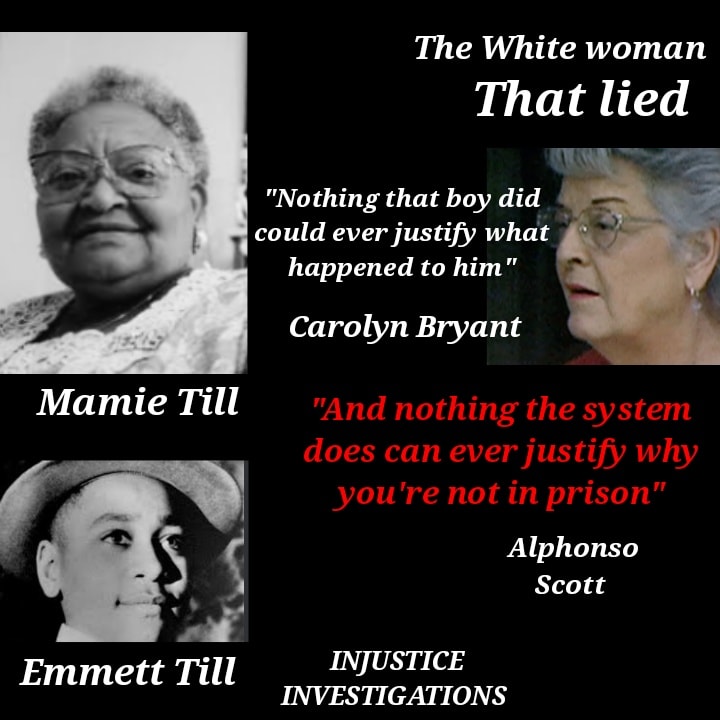 The White woman
That lied
"Nothing that boy did
could ever justify what
happened to him"
Carolyn Bryant
Mamie Till
"And nothing the system
does can ever justify why
you're not in prison"
Alphonso
Scott
Emmett Till
INJUSTICE
INVESTIGATIONS